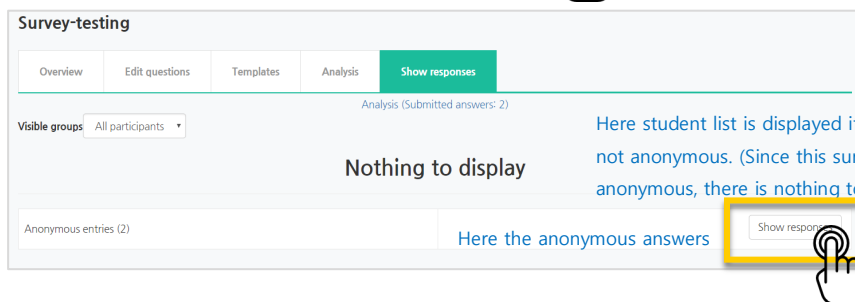 Survey-testing
Overview Edit questions Templates Analysis Show responses
Analysis (Submitted answers: 2)
Visible groups All participants
Here student list is displayed
not anonymous. (Since this
Nothing to display
anonymous, there is nothing
Anonymous entries (2)
Here the anonymous answers
Show